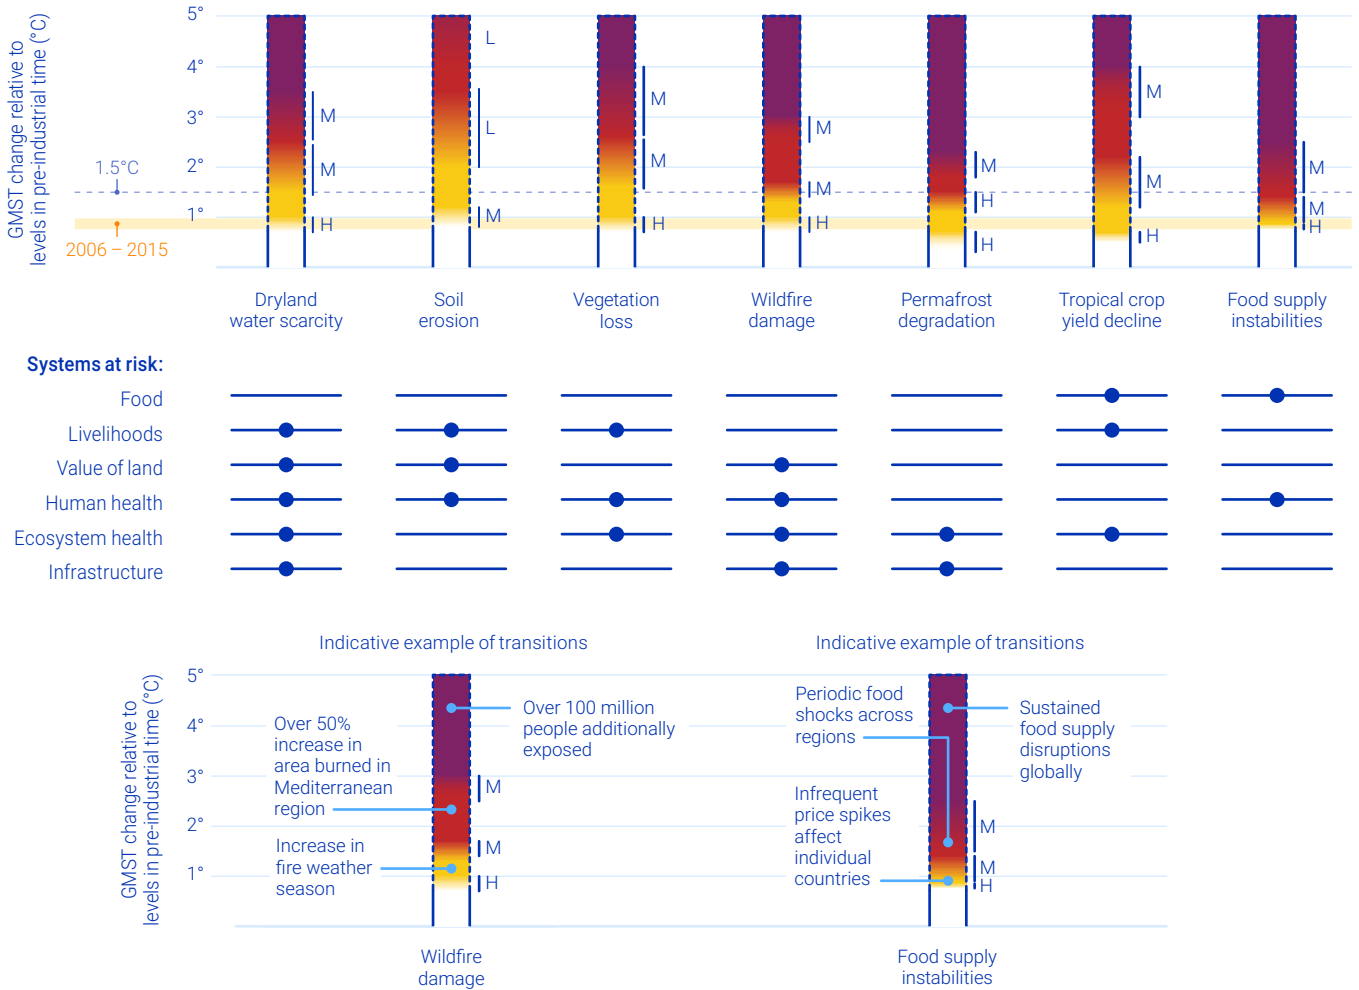 GMST change relative to
levels in pre-industrial time (°C)
5°
4°
3°
2°
1°
1.5°C
2006 – 2015
M
M
H
L
L
M
M
M
H
M
M
H
M
H
H
M
M
H
M
M
H
Dryland
water scarcity
Soil
erosion
Vegetation
loss
Wildfire
damage
Permafrost
degradation
Tropical crop
yield decline
Food supply
instabilities
Systems at risk:
Food
Livelihoods
Value of land
Human health
Ecosystem health
Infrastructure
Indicative example of transitions
GMST change relative to
levels in pre-industrial time (°C)
5°
4°
3°
2°
1°
Over 50%
increase in
area burned in
Mediterranean
region
Increase in
fire weather
season
Over 100 million
people additionally
exposed
M
M
H
Wildfire
damage
Indicative example of transitions
Periodic food
shocks across
regions
Infrequent
price spikes
affect
individual
countries
Sustained
food supply
disruptions
globally
M
M
H
Food supply
instabilities